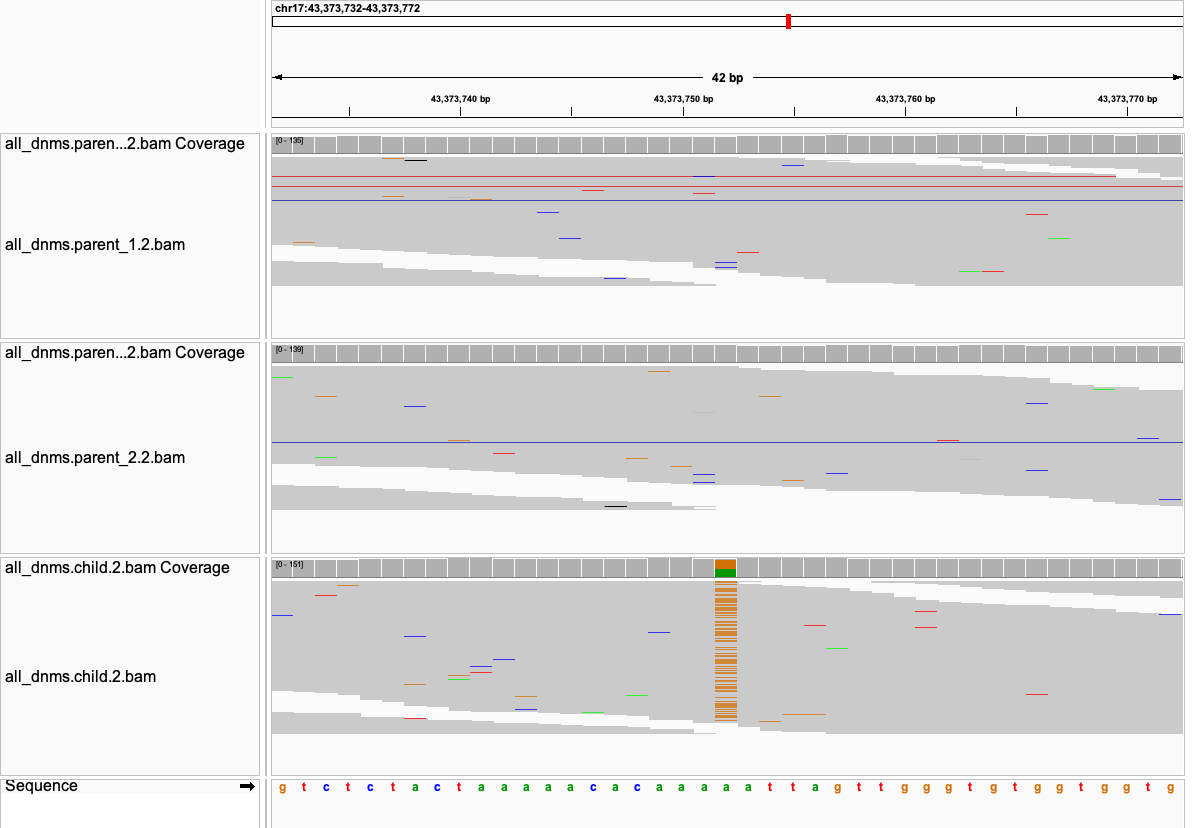 chr17:43,373,732-43,373,772
42 bp
43,373,740 bp 43,373,750 bp 43,373,760 bp 43,373,770 bp
all_dnms.paren...2.bam Coverage
[0 - 135]
all_dnms.parent_1.2.bam
all_dnms.paren...2.bam Coverage
[0 - 139]
all_dnms.parent_2.2.bam
all_dnms.child.2.bam Coverage
[0 - 151]
all_dnms.child.2.bam
Sequence
g t c t c t a c t a a a a a c a c a a a a a t t a g t t g g g t g t g g t g g t g